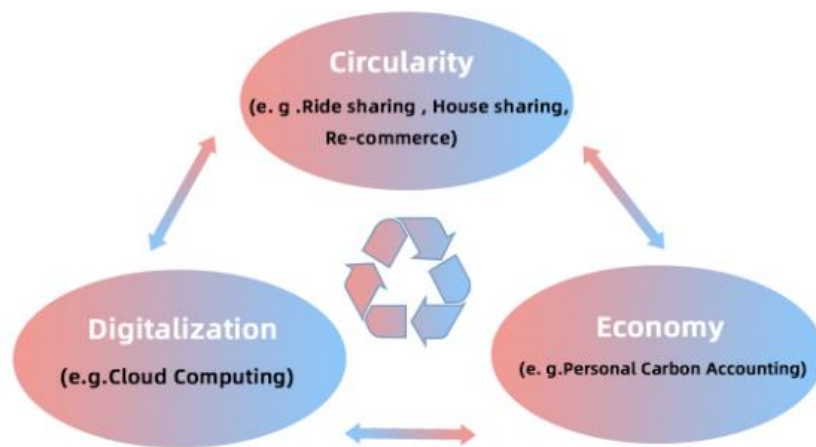 Circularity
(e. g .Ride sharing , House sharing,
Re-commerce)
Digitalization
(e.g.Cloud Computing)
Economy
(e. g.Personal Carbon Accounting)